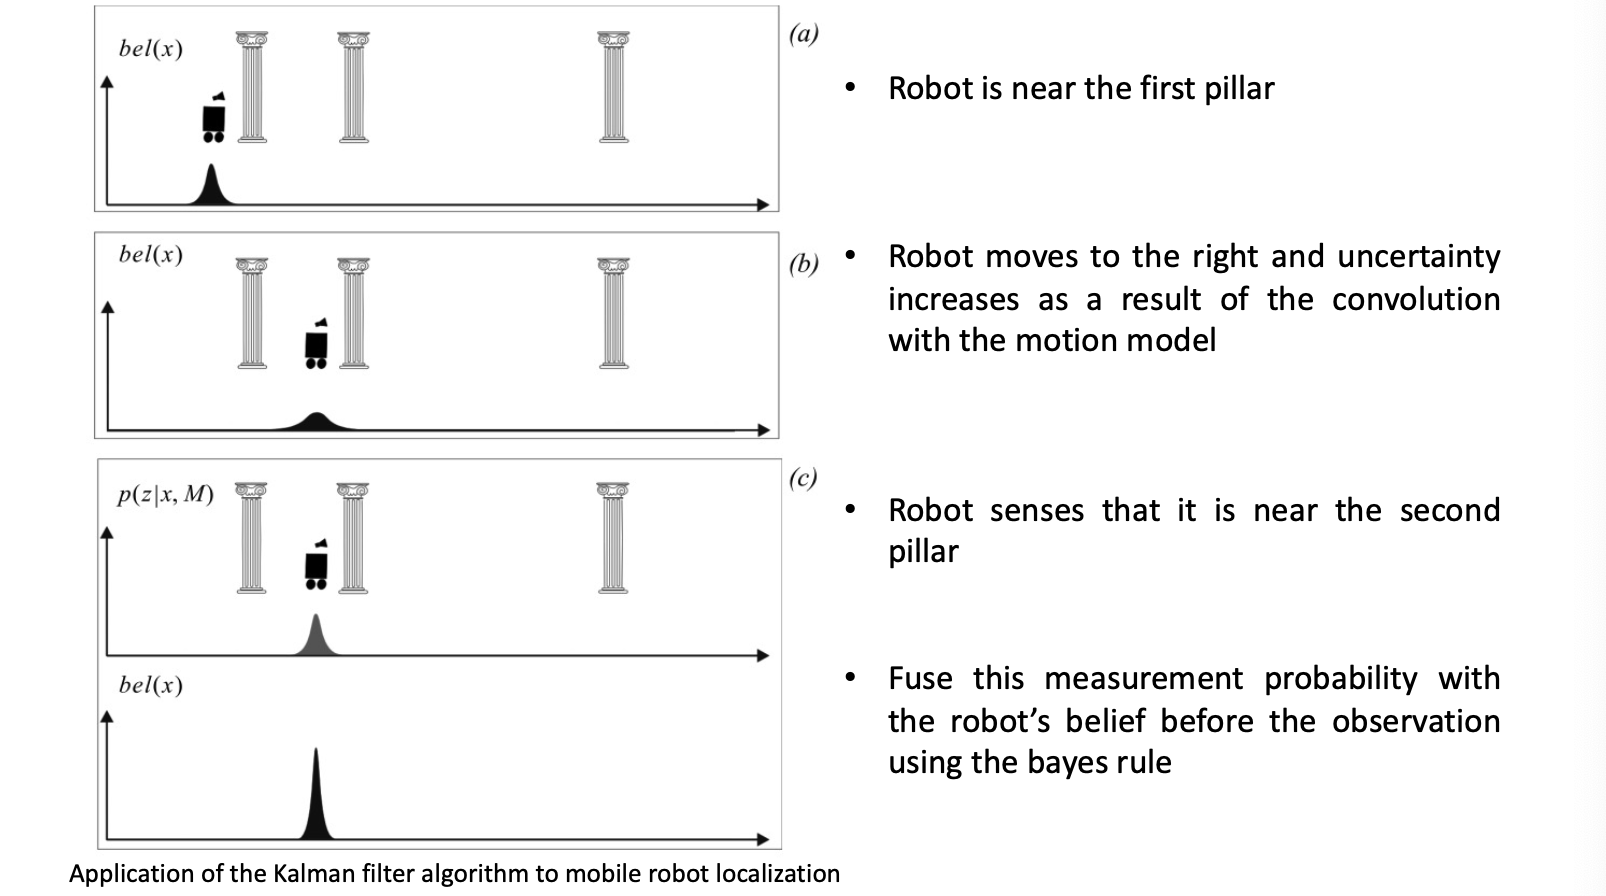 bel(x)
(a)
• Robot is near the first pillar
bel(x)
(b)
• Robot moves to the right and uncertainty
increases as a result of the convolution
with the motion model
p(z|x, M)
(c)
• Robot senses that it is near the second
pillar
bel(x)
• Fuse this measurement probability with
the robot’s belief before the observation
using the bayes rule
Application of the Kalman filter algorithm to mobile robot localization